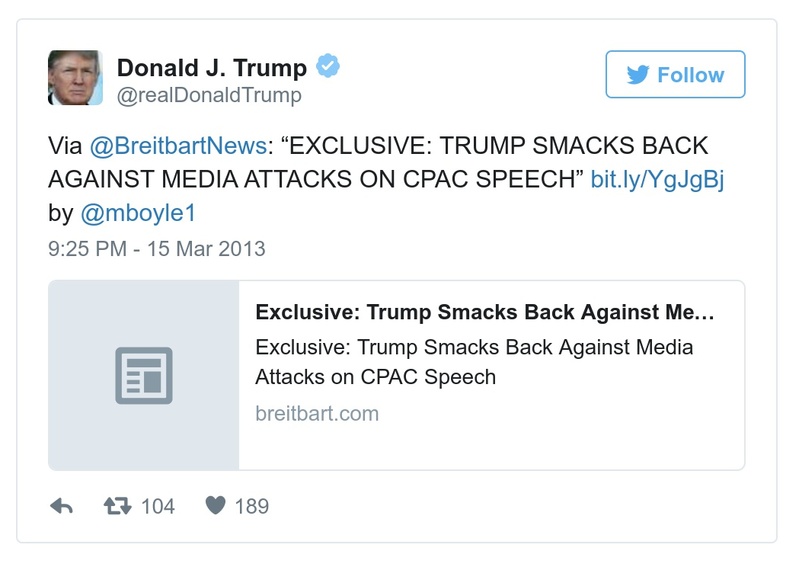 Donald J. Trump
@realDonaldTrump
Follow
Via @BreitbartNews: “EXCLUSIVE: TRUMP SMACKS BACK
AGAINST MEDIA ATTACKS ON CPAC SPEECH” bit.ly/YgJgBj
by @mboyle1
9:25 PM - 15 Mar 2013
Exclusive: Trump Smacks Back Against Me...
Exclusive: Trump Smacks Back Against Media
Attacks on CPAC Speech
breitbart.com
104 189